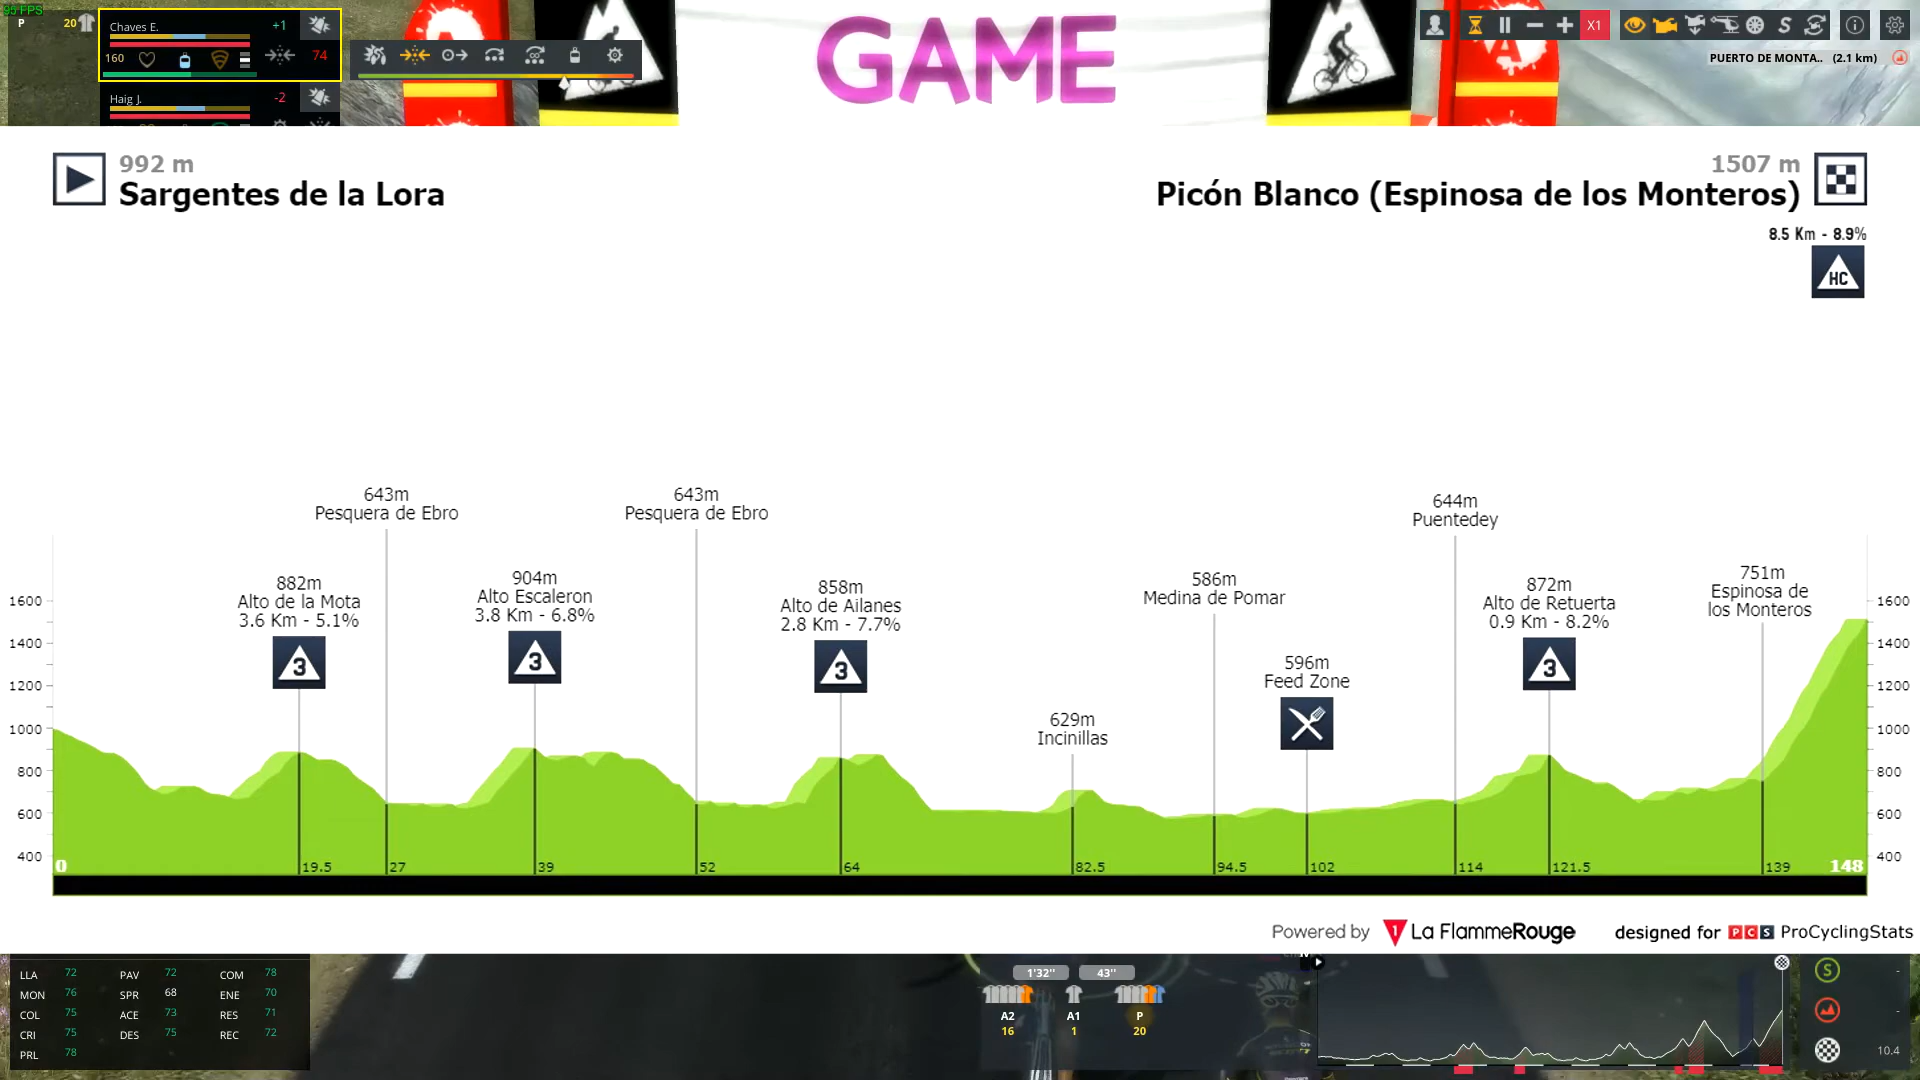 95 FPS
P
20
Chaves E.
+1
160
74
Haig J.
-2
GAME
X1
PUERTO DE MONTA.. (2.1 km)
992 m
Sargentes de la Lora
1507 m
Picón Blanco (Espinosa de los Monteros)
8.5 Km - 8.9%
HC
643m
Pesquera de Ebro
643m
Pesquera de Ebro
644m
Puentedey
882m
Alto de la Mota
3.6 Km - 5.1%
3
904m
Alto Escaleron
3.8 Km - 6.8%
3
858m
Alto de Ailanes
2.8 Km - 7.7%
3
629m
Incinillas
586m
Medina de Pomar
596m
Feed Zone
872m
Alto de Retuerta
0.9 Km - 8.2%
3
751m
Espinosa de
los Monteros
1600
1400
1200
1000
800
600
400
1600
1400
1200
1000
800
600
400
0
19.5
27
39
52
64
82.5
94.5
102
114
121.5
139
148
Powered by
1
La FlammeRouge
designed for PCS ProCyclingStats
LLA 72 PAV 72 COM 78
MON 76 SPR 68 ENE 70
COL 75 ACE 73 RES 71
CRI 75 DES 75 REC 72
PRL 78
1'32'' 43''
A2 A1 P
16 1 20
S -
-
10.4